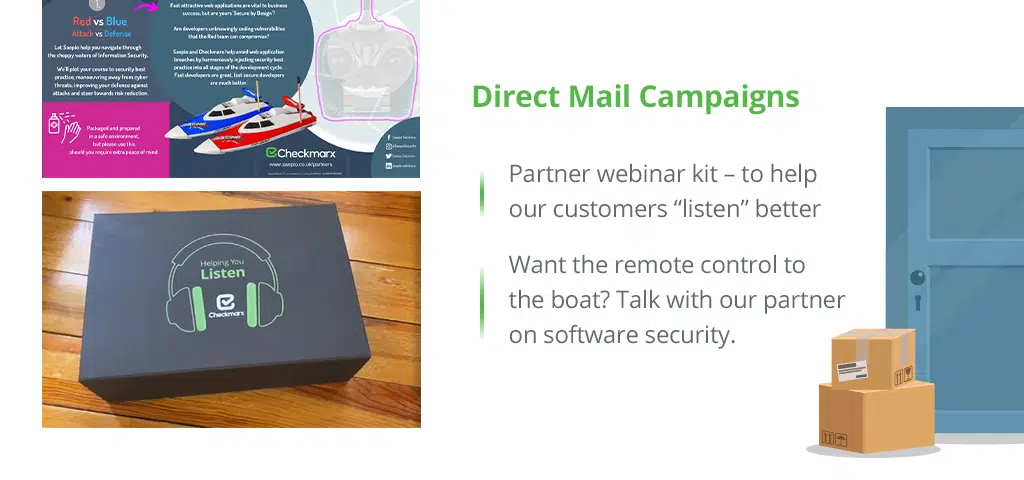 1.
Red vs Blue
Attack vs Defense
Let Saepio help you navigate through
the choppy waters of Information Security.
We'll plot your course to security best
practice, manoeuvring away from cyber
threats, improving your defence against
attacks and steer towards risk reduction.
Packaged and prepared
in a safe environment,
but please use this
should you require extra peace of mind.
Fast attractive web applications are vital to business
success, but are yours 'Secure by Design'?
Are developers unknowingly coding vulnerabilities
that the Red team can compromise?
Saepio and Checkmarx help avoid web application
breaches by harmoniously injecting security best
practice into all stages of the development cycle.
Fast developers are great, fast secure developers
are much better.
Checkmarx
www.saepio.co.uk/partners
Helping You
Listen
Checkmarx
Direct Mail Campaigns
Partner webinar kit – to help
our customers “listen” better
Want the remote control to
the boat? Talk with our partner
on software security.